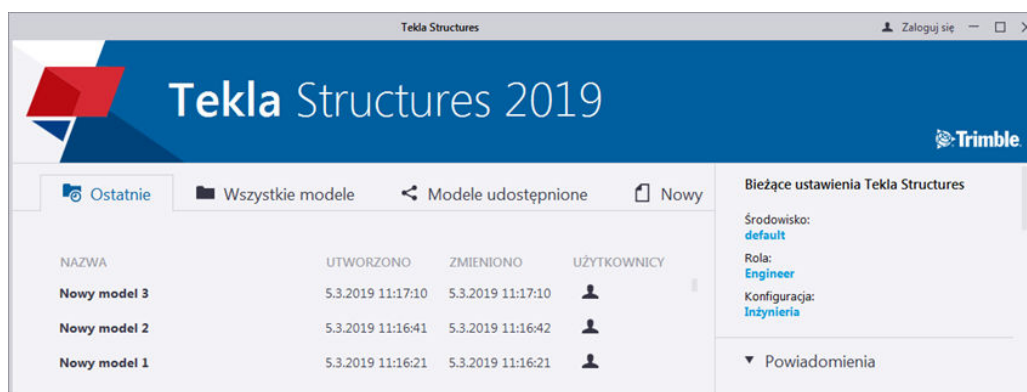 Tekla Structures
Zaloguj się
Tekla Structures 2019
Trimble.
Ostatnie
Wszystkie modele
Modele udostępnione
Nowy
NAZWA UTWORZONO ZMIENIONO UŻYTKOWNICY
Nowy model 3 5.3.2019 11:17:10 5.3.2019 11:17:10
Nowy model 2 5.3.2019 11:16:41 5.3.2019 11:16:42
Nowy model 1 5.3.2019 11:16:21 5.3.2019 11:16:21
Bieżące ustawienia Tekla Structures
Środowisko:
default
Rola:
Engineer
Konfiguracja:
Inżynieria
Powiadomienia